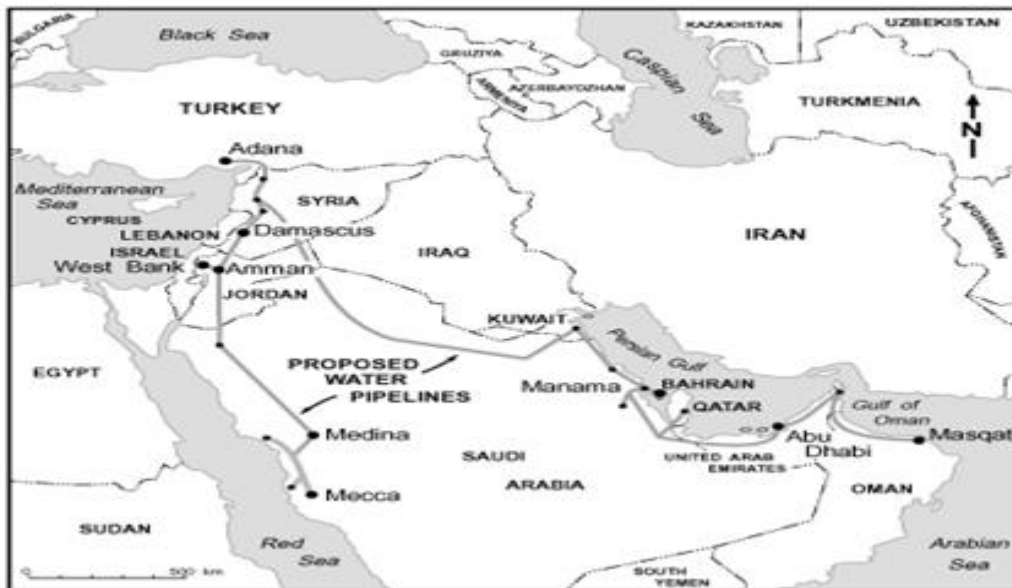 BULGARIA
Black Sea
GRUZIYA
KAZAKHSTAN
UZBEKISTAN
ARMENITA
AZERBAYDZHAN
Caspian
Sea
TURKMENIA
N
TURKEY
Adana
Mediterranean
Sea
CYPRUS
SYRIA
LEBANON
Damascus
ISRAEL
West Bank
Amman
JORDAN
IRAQ
IRAN
AFGHANISTAN
KUWAIT
EGYPT
PROPOSED
WATER
PIPELINES
Persian Gulf
Manama
BAHRAIN
QATAR
Gulf of
Oman
Medina
Abu
Dhabi
Masqat
UNITED ARAB
EMIRATES
SAUDI
ARABIA
Mecca
OMAN
SUDAN
Red
Sea
Arabian
Sea
SOUTH
YEMEN
0 500 km